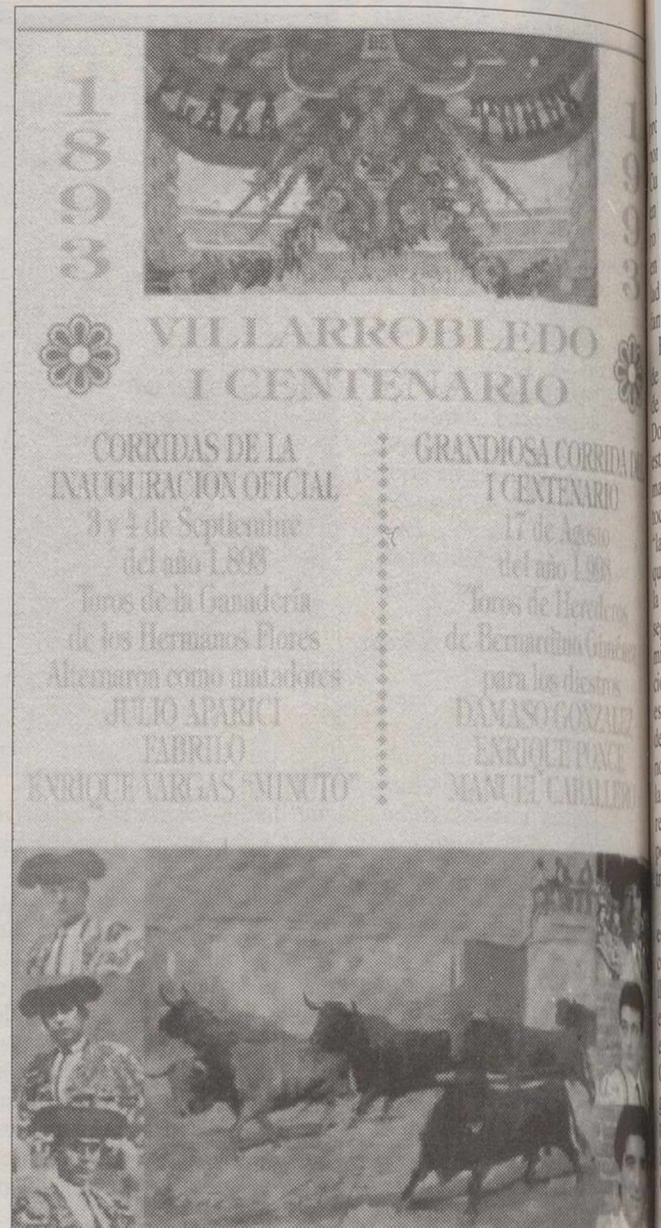 1893
PLAZA DE TOROS
1993
VILLARROBLEDO
I CENTENARIO
CORRIDAS DE LA
INAUGURACION OFICIAL
3 y 4 de Septiembre
del año 1.893
Toros de la Ganadería
de los Hermanos Flores
Alternaron como matadores
JULIO APARICI
FABRILO
ENRIQUE VARGAS "MINUTO"
GRANDIOSA CORRIDA
I CENTENARIO
17 de Agosto
del año 1.993
Toros de Herederos
de Bernardino Giménez
para los diestros
DAMASO GONZALEZ
ENRIQUE PONCE
MANUEL CABALLERO